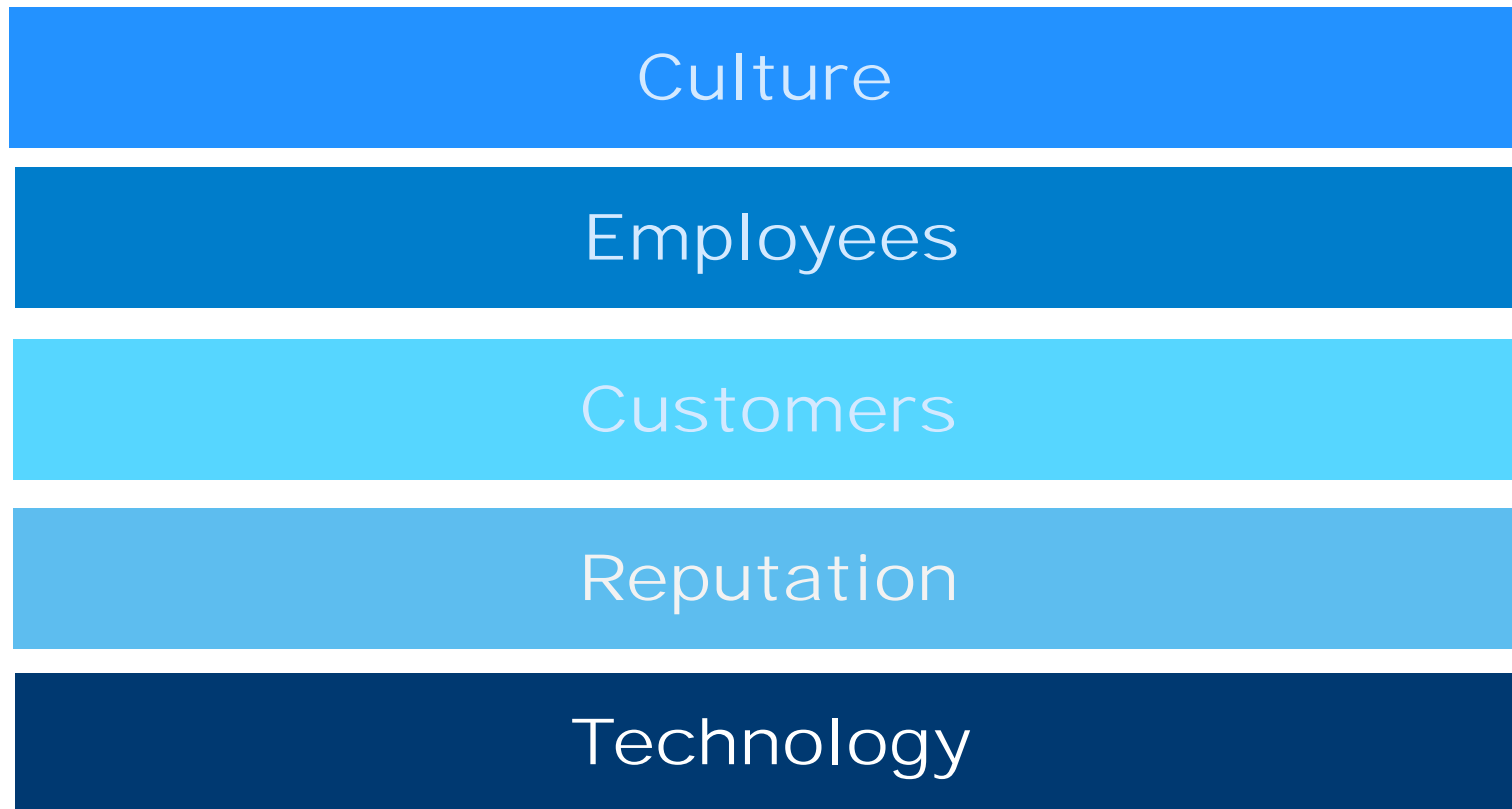 Culture
Employees
Customers
Reputation
Technology